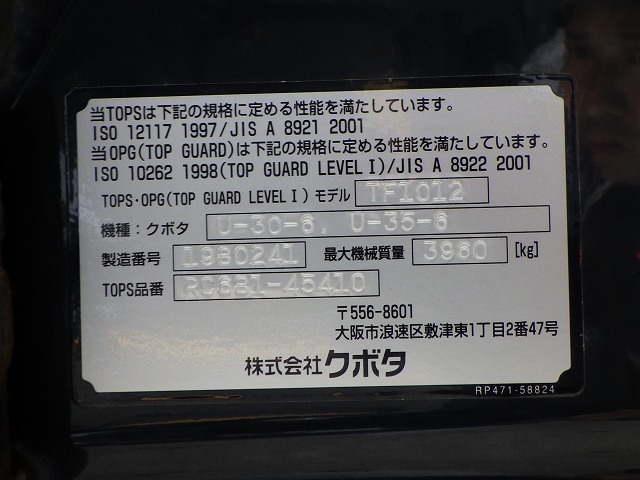 当TOPSは下記の規格に定める性能を満たしています。
ISO 12117 1997/JIS A 8921 2001
当OPG(TOP GUARD)は下記の規格に定める性能を満たしています。
ISO 10262 1998(TOP GUARD LEVEL I)/JIS A 8922 2001
TOPS・OPG(TOP GUARD LEVEL I) モデル TF1012
機種：クボタ U-30-6, U-35-6
製造番号 1980241 最大機械質量 3960 [kg]
TOPS品番 RC681-45410
〒556-8601
大阪市浪速区敷津東1丁目2番47号
株式会社クボタ
RP471-58824